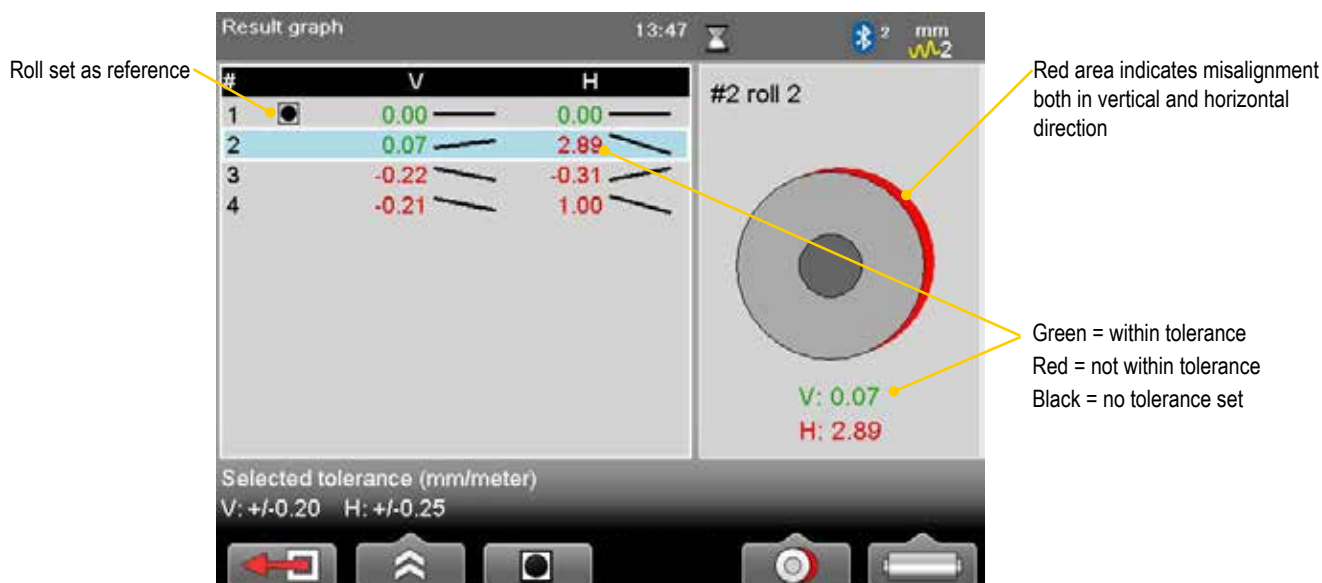 Result graph 13:47 2 mm
2
Roll set as reference
# V H
1 0.00 0.00
2 0.07 2.89
3 -0.22 -0.31
4 -0.21 1.00
#2 roll 2
Red area indicates misalignment
both in vertical and horizontal
direction
V: 0.07
H: 2.89
Green = within tolerance
Red = not within tolerance
Black = no tolerance set
Selected tolerance (mm/meter)
V: +/-0.20 H: +/-0.25